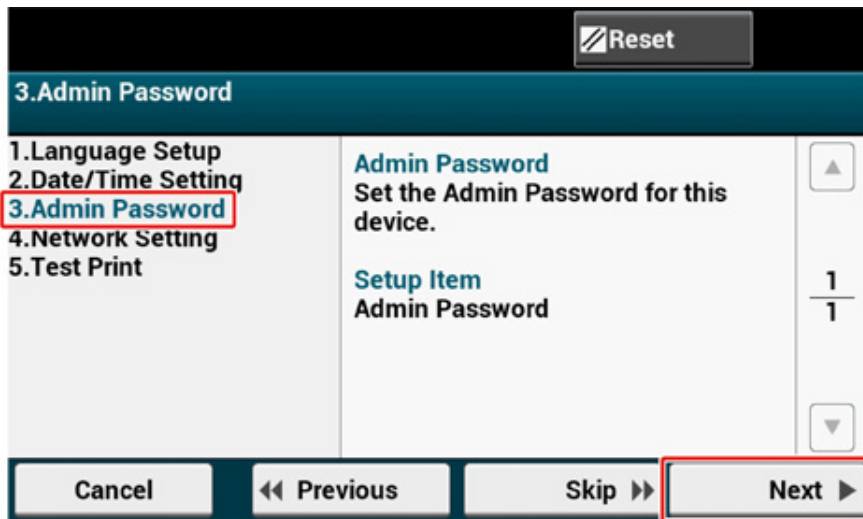 Reset
3.Admin Password
1.Language Setup
2.Date/Time Setting
3.Admin Password
4.Network Setting
5.Test Print
Admin Password
Set the Admin Password for this
device.
Setup Item
Admin Password
1
1
Cancel
Previous
Skip
Next